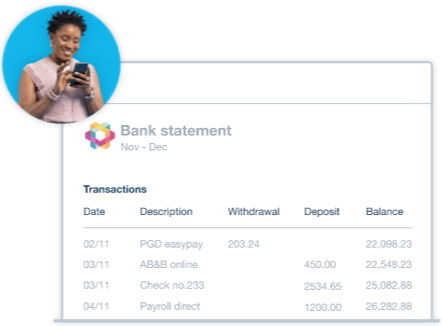 Bank statement
Nov - Dec
Transactions
Date Description Withdrawal Deposit Balance
02/11 PGD easypay 203.24 22,098.23
03/11 AB&B online 450.00 22,548.23
03/11 Check no.233 2534.65 25,082.88
04/11 Payroll direct 1200.00 26,282.88